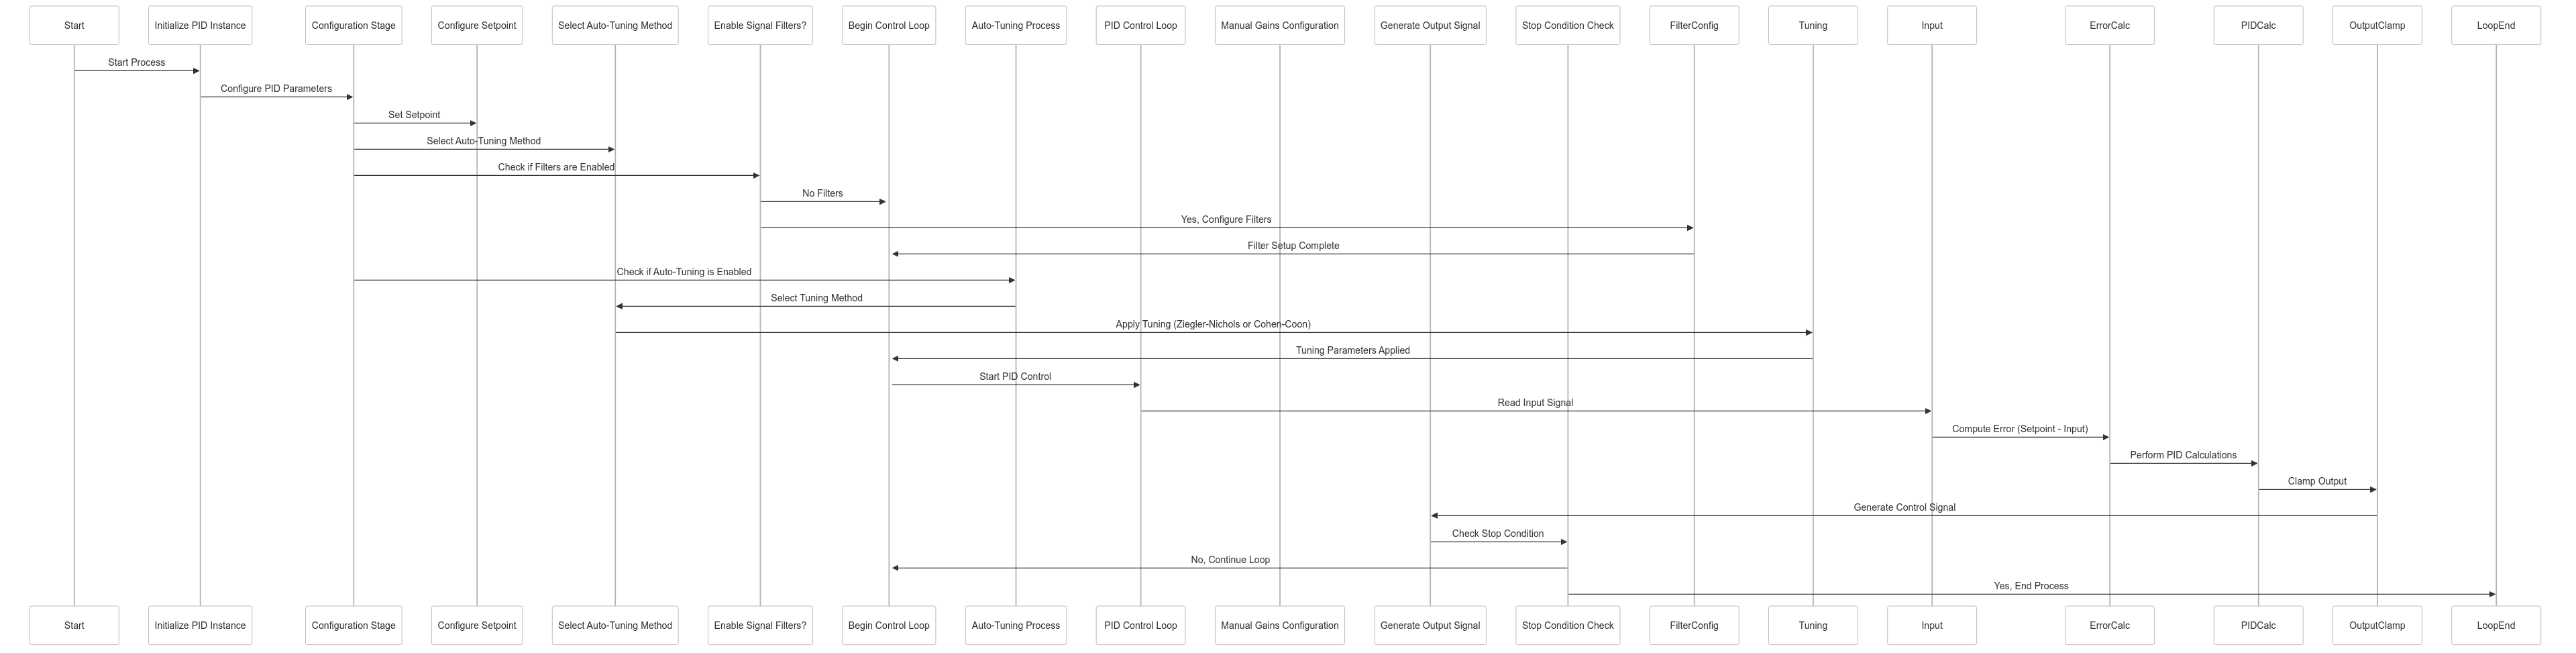 Start
Initialize PID Instance
Configuration Stage
Configure Setpoint
Select Auto-Tuning Method
Enable Signal Filters?
Begin Control Loop
Auto-Tuning Process
PID Control Loop
Manual Gains Configuration
Generate Output Signal
Stop Condition Check
FilterConfig
Tuning
Input
ErrorCalc
PIDCalc
OutputClamp
LoopEnd
Start Process
Configure PID Parameters
Set Setpoint
Select Auto-Tuning Method
Check if Filters are Enabled
No Filters
Yes, Configure Filters
Filter Setup Complete
Check if Auto-Tuning is Enabled
Select Tuning Method
Apply Tuning (Ziegler-Nichols or Cohen-Coon)
Tuning Parameters Applied
Start PID Control
Read Input Signal
Compute Error (Setpoint - Input)
Perform PID Calculations
Clamp Output
Generate Control Signal
Check Stop Condition
No, Continue Loop
Yes, End Process
Start
Initialize PID Instance
Configuration Stage
Configure Setpoint
Select Auto-Tuning Method
Enable Signal Filters?
Begin Control Loop
Auto-Tuning Process
PID Control Loop
Manual Gains Configuration
Generate Output Signal
Stop Condition Check
FilterConfig
Tuning
Input
ErrorCalc
PIDCalc
OutputClamp
LoopEnd